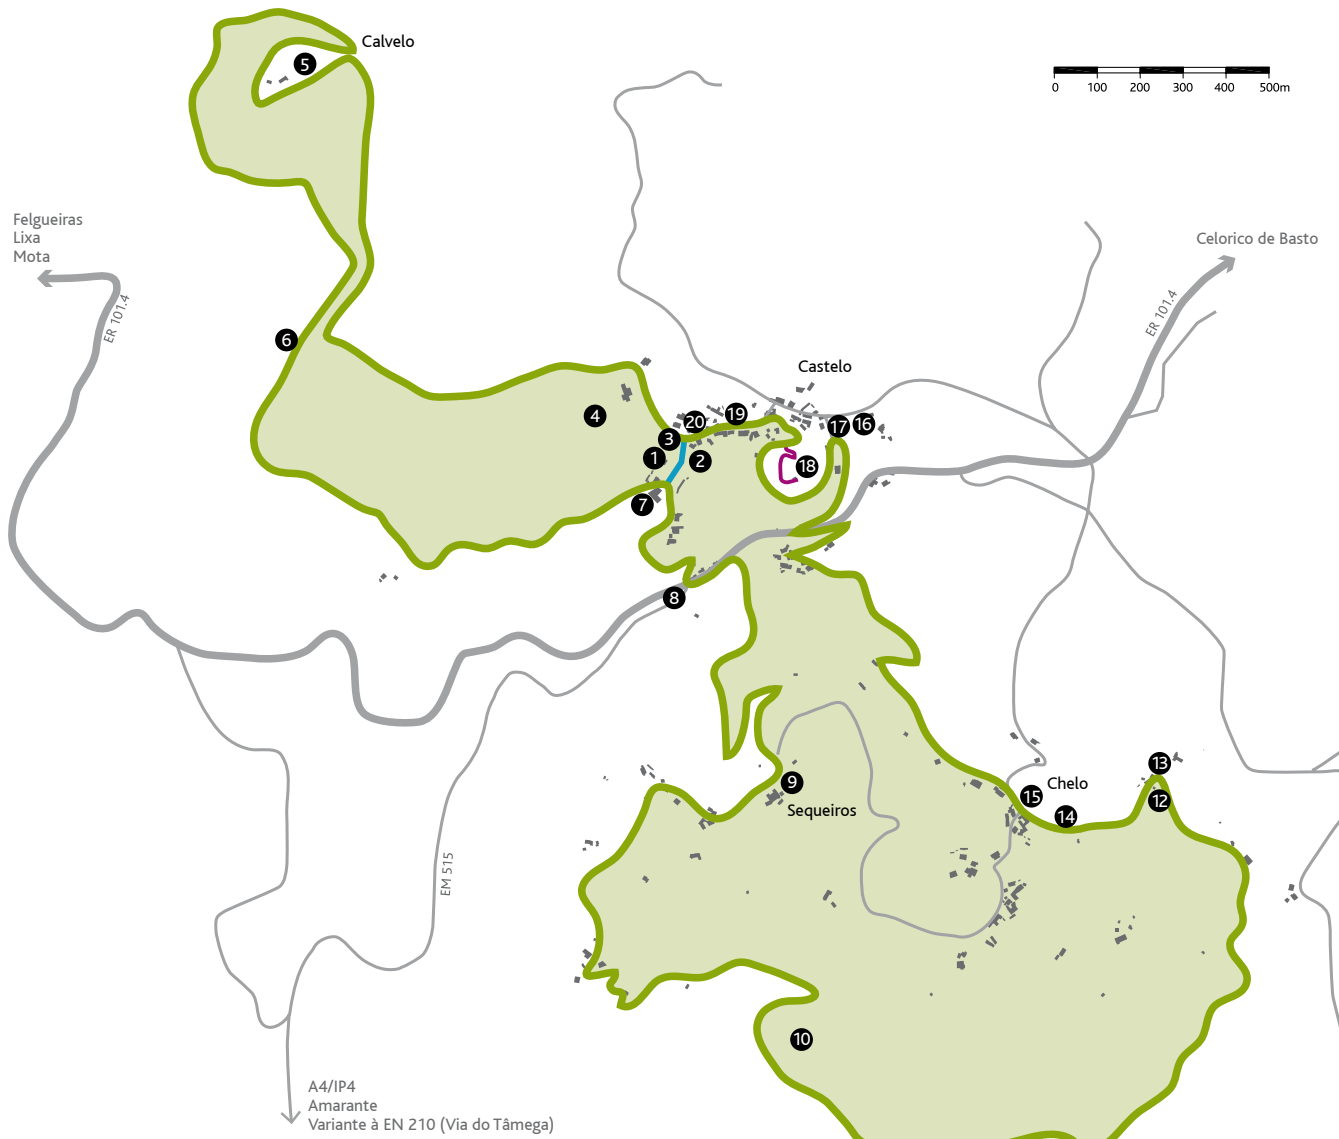 Calvelo
5
0 100 200 300 400 500m
Felgueiras
Lixa
Mota
Celorico de Basto
ER 101.4
ER 101.4
6
Castelo
4
20
19
17
16
3
1
2
18
7
8
9
Sequeiros
13
Chelo
15
12
14
EM 515
10
A4/IP4
Amarante
Variante à EN 210 (Via do Tâmega)